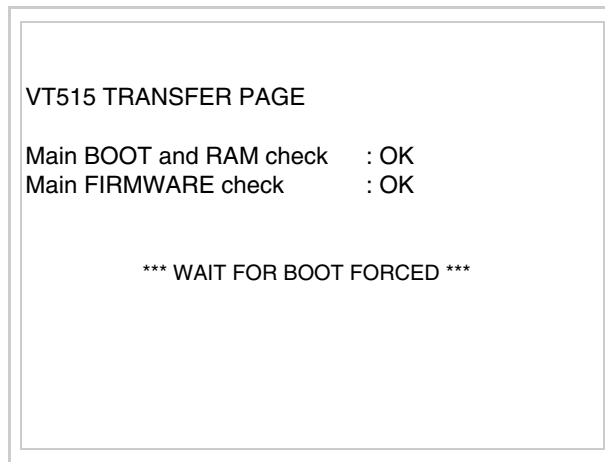 VT515 TRANSFER PAGE
Main BOOT and RAM check : OK
Main FIRMWARE check : OK
*** WAIT FOR BOOT FORCED ***